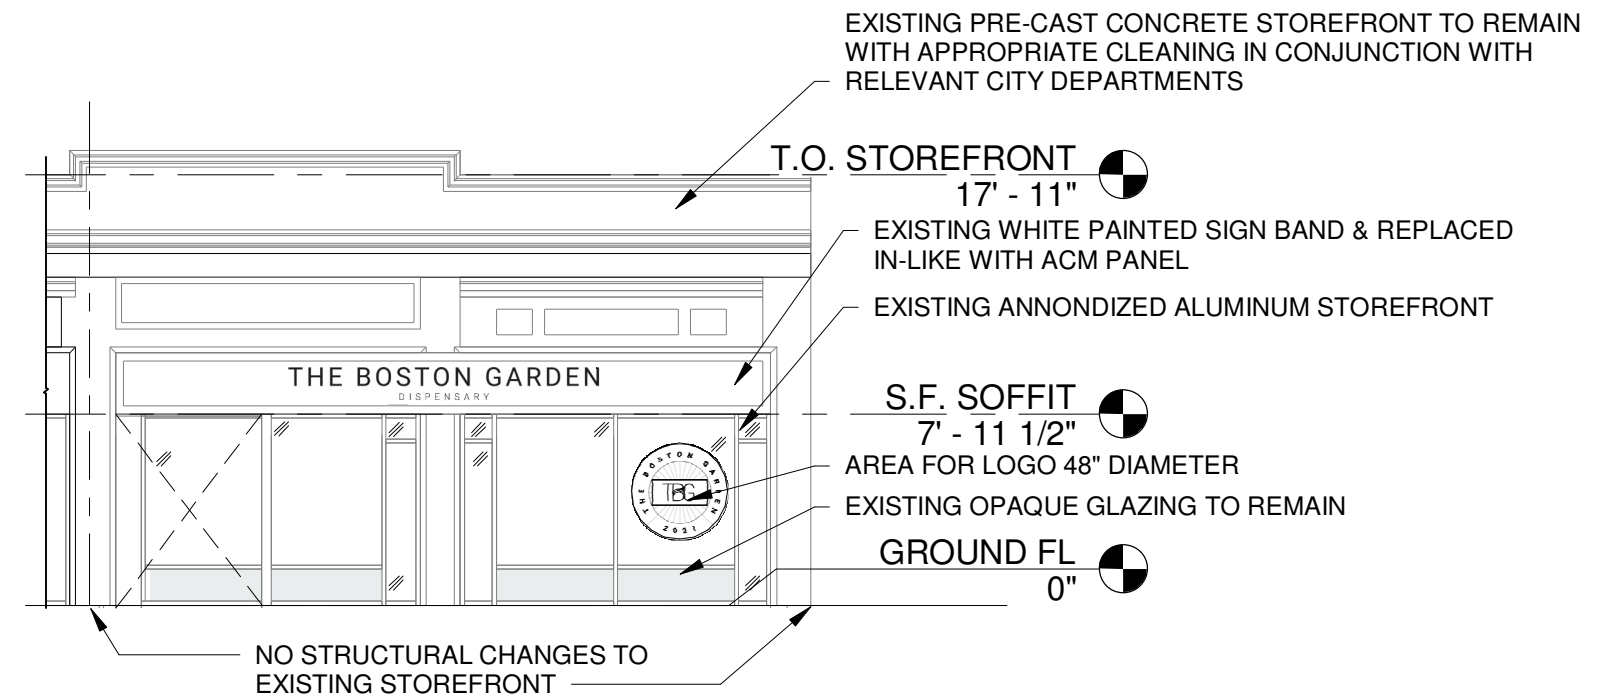 EXISTING PRE-CAST CONCRETE STOREFRONT TO REMAIN
WITH APPROPRIATE CLEANING IN CONJUNCTION WITH
RELEVANT CITY DEPARTMENTS
T.O. STOREFRONT
17' - 11"
EXISTING WHITE PAINTED SIGN BAND & REPLACED
IN-LIKE WITH ACM PANEL
EXISTING ANNONDIZED ALUMINUM STOREFRONT
THE BOSTON GARDEN
DISPENSARY
S.F. SOFFIT
7' - 11 1/2"
AREA FOR LOGO 48" DIAMETER
THE BOSTON GARDEN
TBG
2021
EXISTING OPAQUE GLAZING TO REMAIN
GROUND FL
0"
NO STRUCTURAL CHANGES TO
EXISTING STOREFRONT